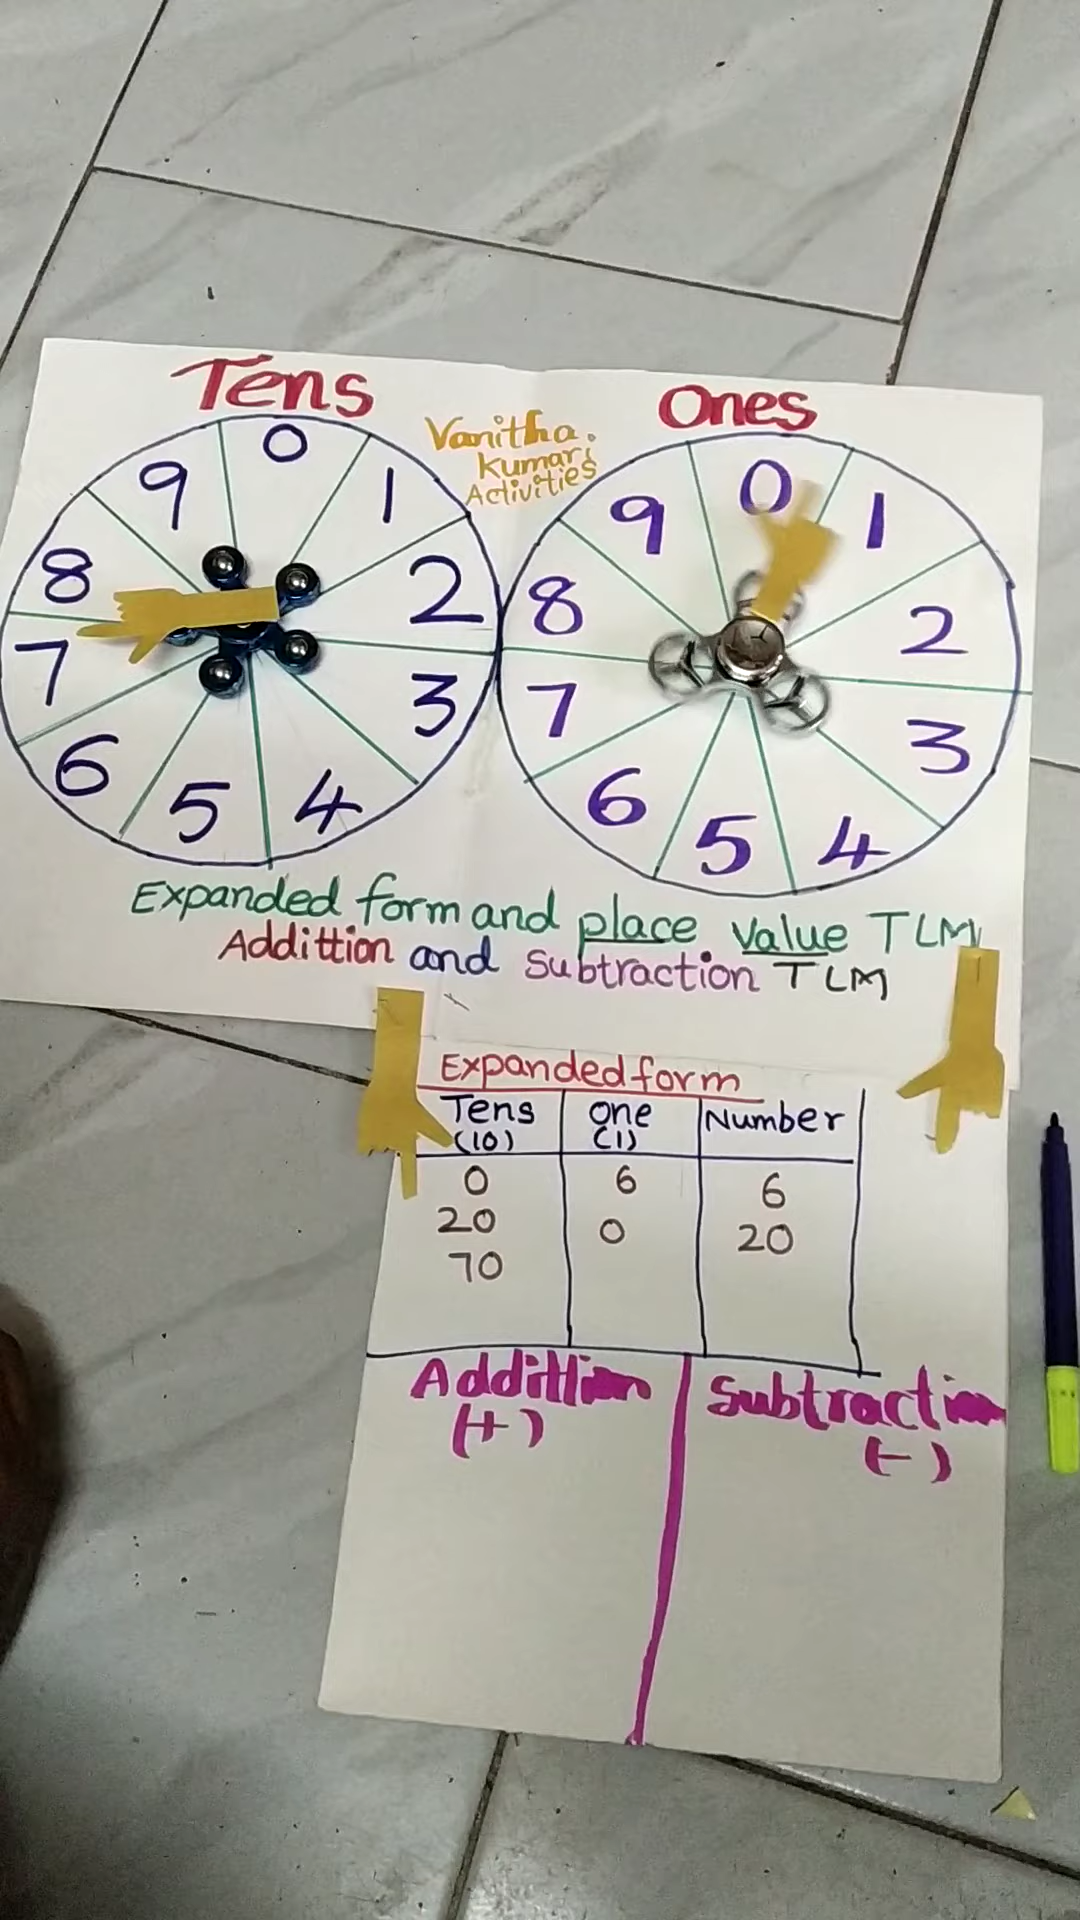 Tens
Ones
Vanitha.
Kumari
Activities
0
1
2
3
4
5
6
7
8
9
0
1
2
3
4
5
6
7
8
9
Expanded form and place value TLM
Addittion and Subtraction TLM
Expanded form
Tens one Number
(10) (1)
0 6 6
20 0 20
70
Addittion Subtraction
(+) (-)